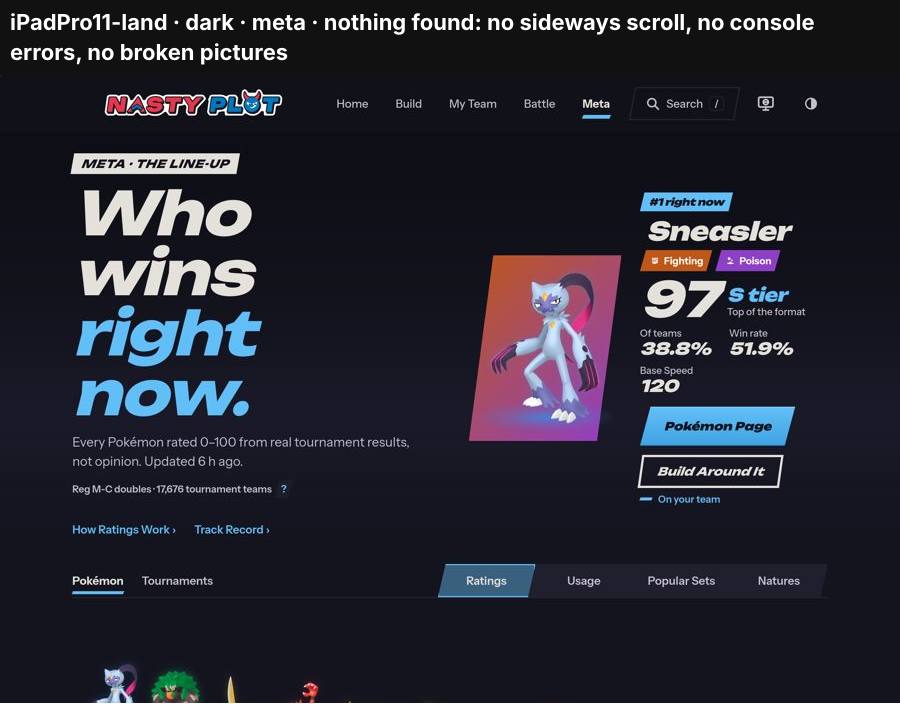 iPadPro11-land · dark · meta · nothing found: no sideways scroll, no console
errors, no broken pictures
NASTY PLOT
Home
Build
My Team
Battle
Meta
Search /
META · THE LINE-UP
Who
wins
right
now.
Every Pokémon rated 0–100 from real tournament results,
not opinion. Updated 6 h ago.
Reg M-C doubles · 17,676 tournament teams ?
How Ratings Work ›
Track Record ›
#1 right now
Sneasler
Fighting
Poison
97
S tier
Top of the format
Of teams
Win rate
38.8%
51.9%
Base Speed
120
Pokémon Page
Build Around It
On your team
Pokémon
Tournaments
Ratings
Usage
Popular Sets
Natures